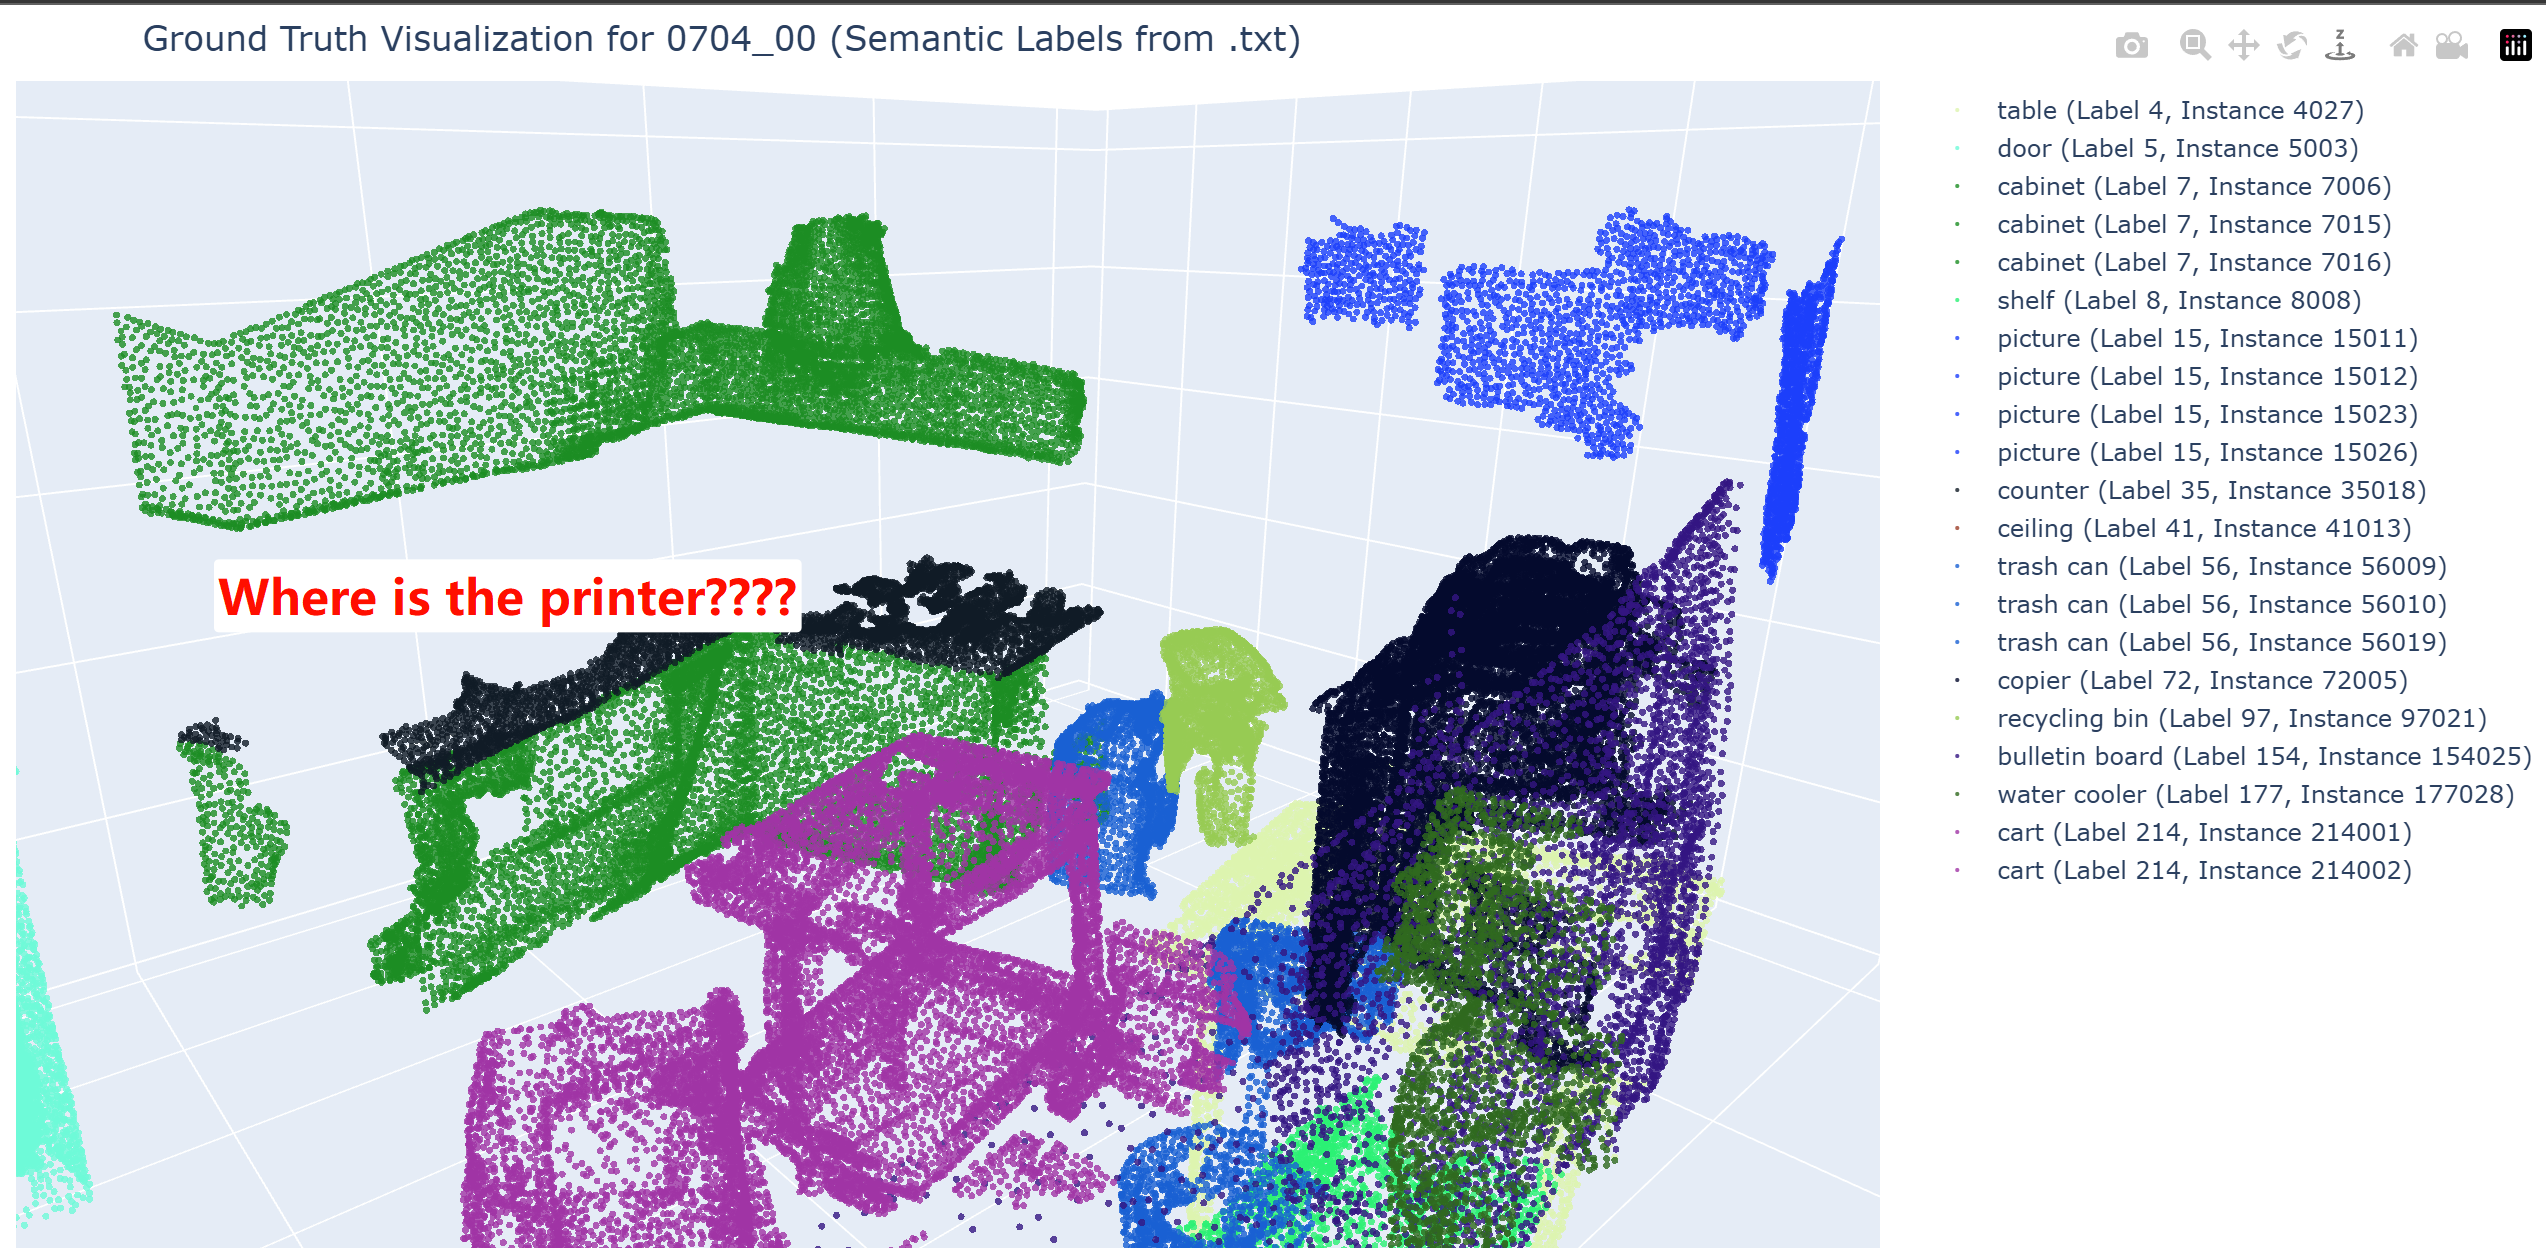 Ground Truth Visualization for 0704_00 (Semantic Labels from .txt)
Z
table (Label 4, Instance 4027)
door (Label 5, Instance 5003)
cabinet (Label 7, Instance 7006)
cabinet (Label 7, Instance 7015)
cabinet (Label 7, Instance 7016)
shelf (Label 8, Instance 8008)
picture (Label 15, Instance 15011)
picture (Label 15, Instance 15012)
picture (Label 15, Instance 15023)
picture (Label 15, Instance 15026)
counter (Label 35, Instance 35018)
ceiling (Label 41, Instance 41013)
trash can (Label 56, Instance 56009)
trash can (Label 56, Instance 56010)
trash can (Label 56, Instance 56019)
copier (Label 72, Instance 72005)
recycling bin (Label 97, Instance 97021)
bulletin board (Label 154, Instance 154025)
water cooler (Label 177, Instance 177028)
cart (Label 214, Instance 214001)
cart (Label 214, Instance 214002)
Where is the printer????